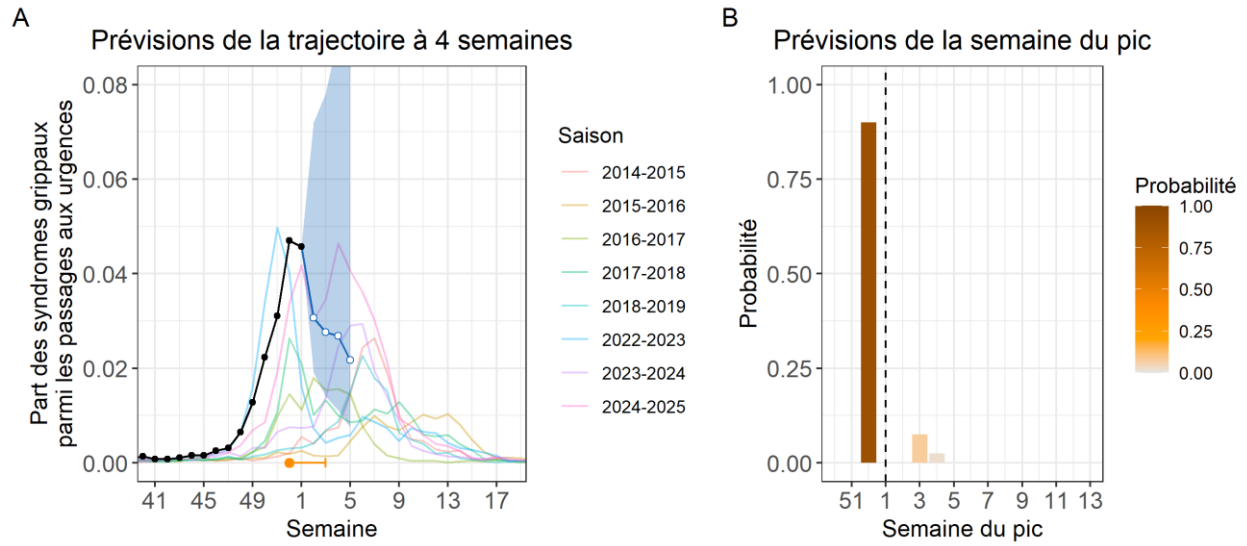 A
Prévisions de la trajectoire à 4 semaines
Part des syndromes grippaux
parmi les passages aux urgences
0.08
0.06
0.04
0.02
0.00
41 45 49 1 5 9 13 17
Semaine
Saison
2014-2015
2015-2016
2016-2017
2017-2018
2018-2019
2022-2023
2023-2024
2024-2025
B
Prévisions de la semaine du pic
Probabilité
1.00
0.75
0.50
0.25
0.00
51 1 3 5 7 9 11 13
Semaine du pic
Probabilité
1.00
0.75
0.50
0.25
0.00